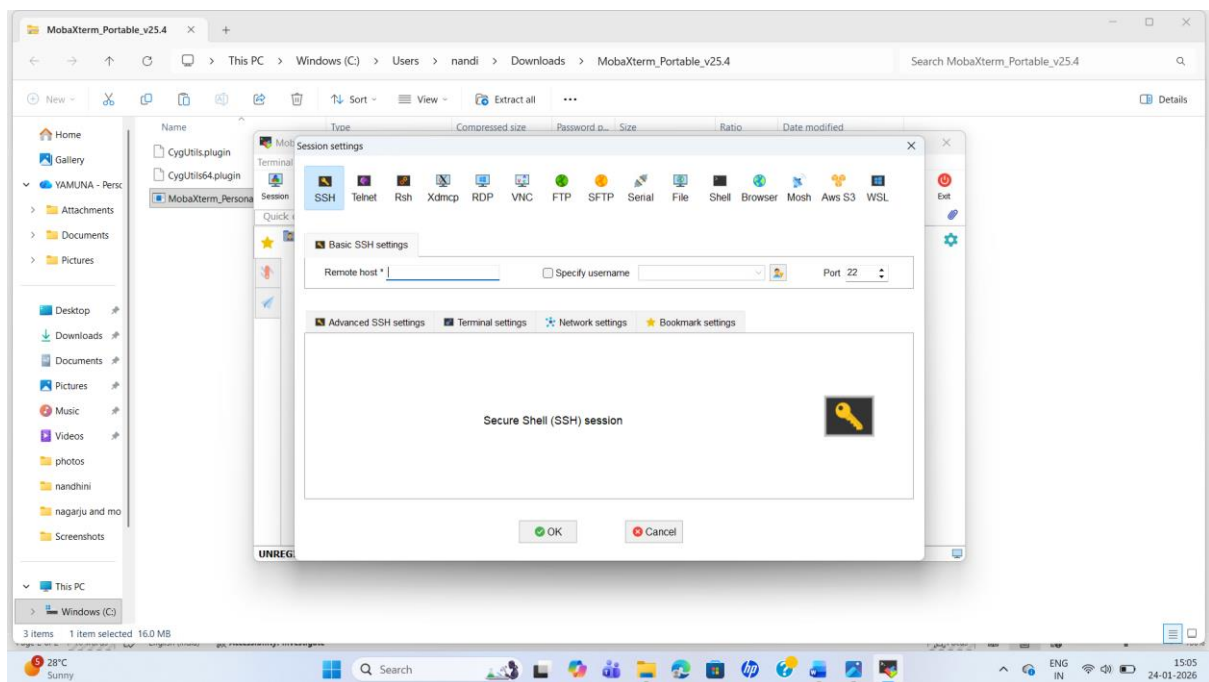 MobaXterm_Portable_v25.4
This PC > Windows (C:) > Users > nandi > Downloads > MobaXterm_Portable_v25.4
Search MobaXterm_Portable_v25.4
New
Sort
View
Extract all
Details
Home
Gallery
YAMUNA - Persc
Attachments
Documents
Pictures
Desktop
Downloads
Documents
Pictures
Music
Videos
photos
nandhini
nagarju and mo
Screenshots
This PC
Windows (C:)
Name Type Compressed size Password p... Size Ratio Date modified
CygUtils.plugin
CygUtils64.plugin
MobaXterm_Persona
Mob
Terminal
Session
Quick
Exit
UNREG
Session settings
SSH Telnet Rsh Xdmcp RDP VNC FTP SFTP Serial File Shell Browser Mosh Aws S3 WSL
Basic SSH settings
Remote host * Specify username Port 22
Advanced SSH settings Terminal settings Network settings Bookmark settings
Secure Shell (SSH) session
OK Cancel
3 items 1 item selected 16.0 MB
5
28°C
Sunny
Search
ENG
IN
15:05
24-01-2026